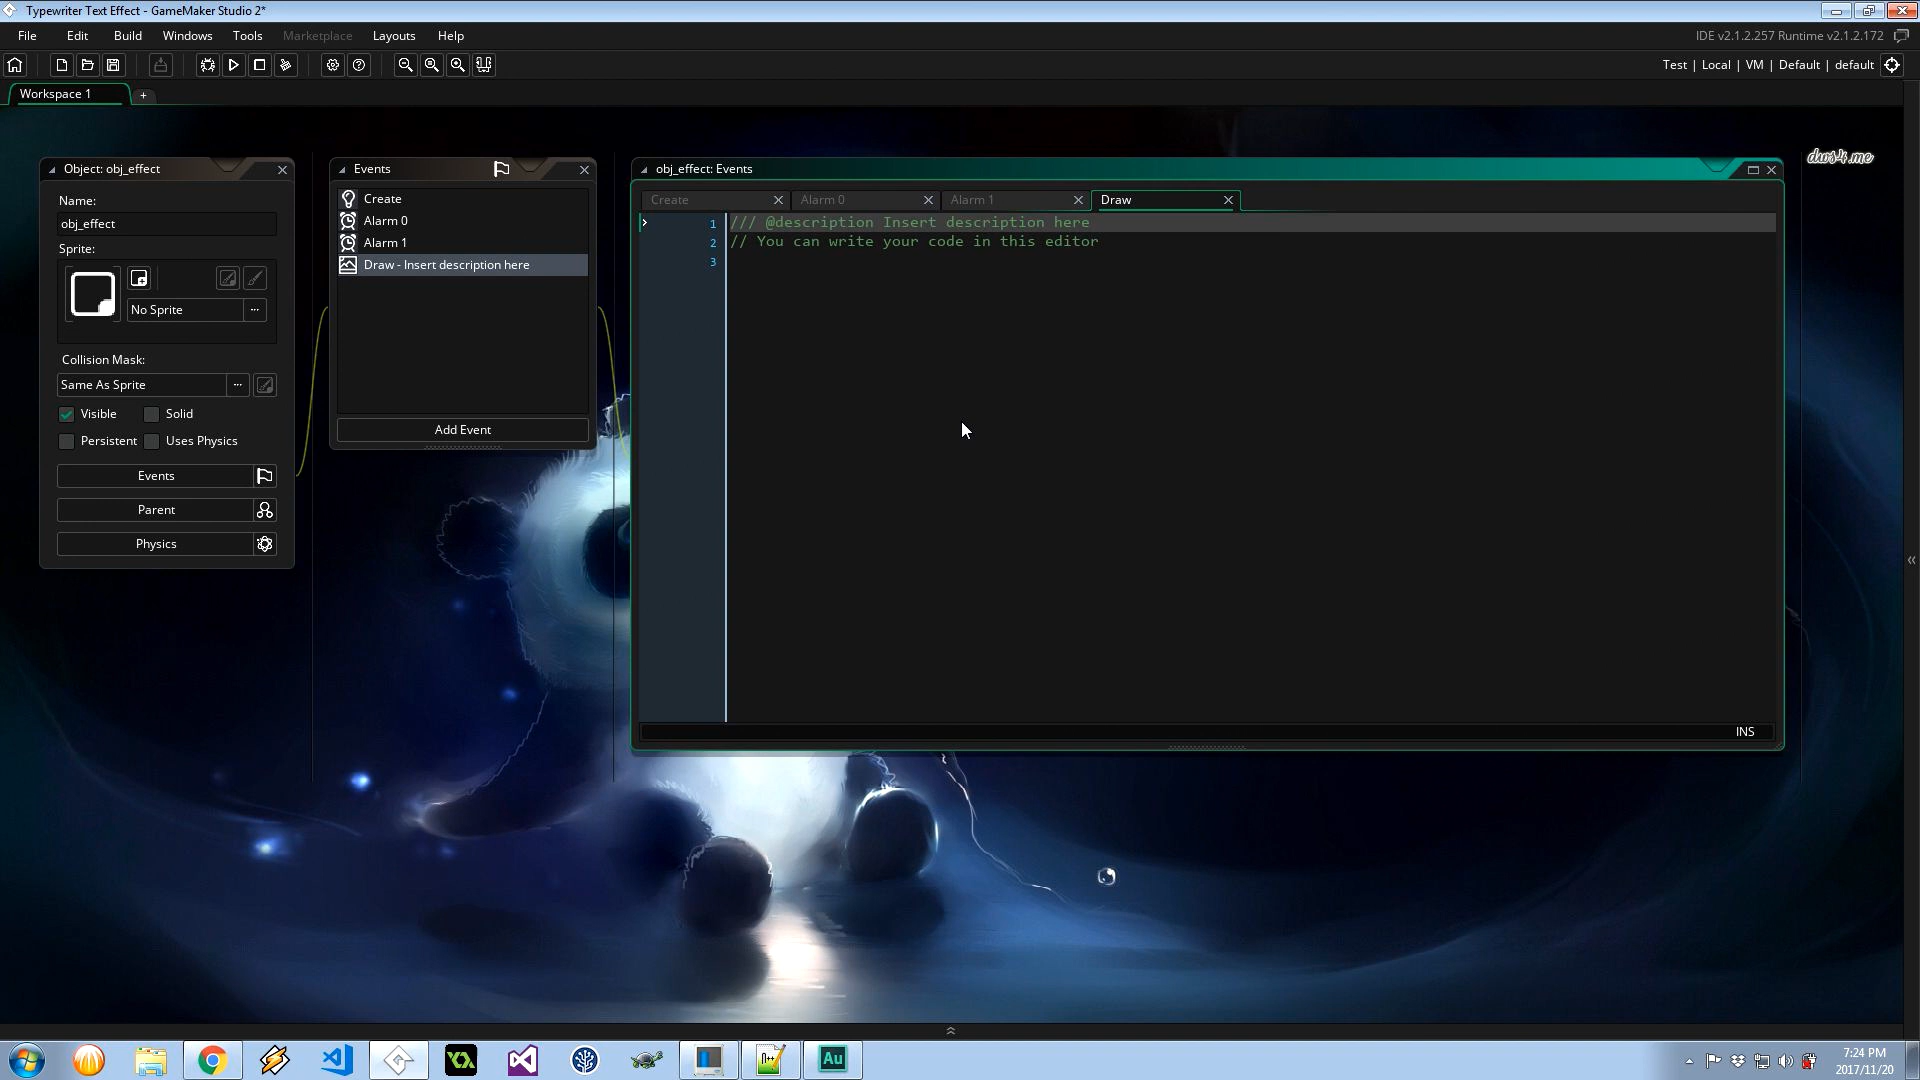 Typewriter Text Effect - GameMaker Studio 2*
File Edit Build Windows Tools Marketplace Layouts Help
IDE v2.1.2.257 Runtime v2.1.2.172
Test | Local | VM | Default | default
Workspace 1 +
dws4.me
Object: obj_effect
Name:
obj_effect
Sprite:
No Sprite ...
Collision Mask:
Same As Sprite ...
Visible Solid
Persistent Uses Physics
Events
Parent
Physics
Events
Create
Alarm 0
Alarm 1
Draw - Insert description here
Add Event
obj_effect: Events
Create Alarm 0 Alarm 1 Draw
1 /// @description Insert description here
2 // You can write your code in this editor
3
INS
Au
7:24 PM
2017/11/20